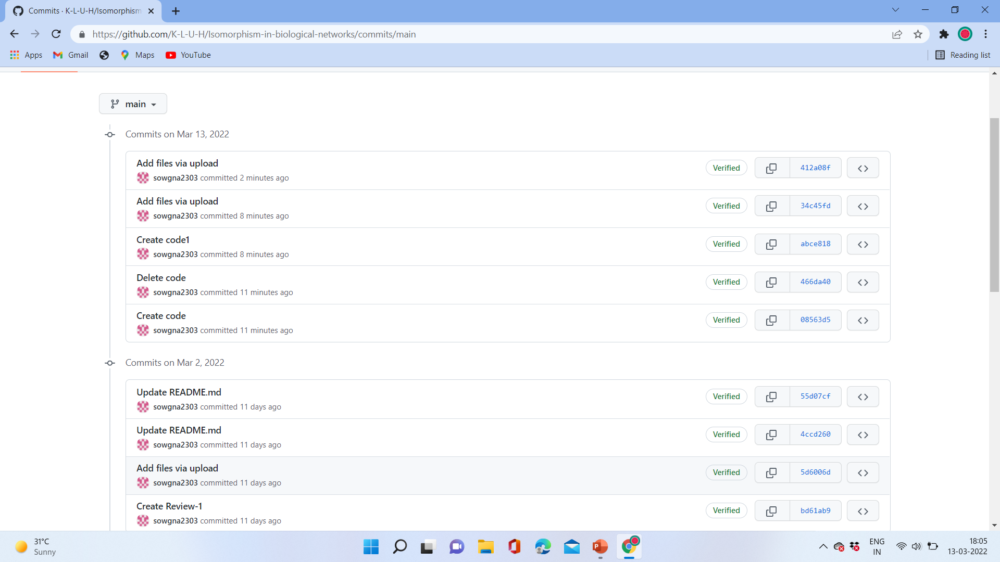 Commits · K-L-U-H/Isomorphism
https://github.com/K-L-U-H/Isomorphism-in-biological-networks/commits/main
Apps Gmail Maps YouTube Reading list
main
Commits on Mar 13, 2022
Add files via upload
sowgna2303 committed 2 minutes ago
Verified 412a08f
Add files via upload
sowgna2303 committed 8 minutes ago
Verified 34c45fd
Create code1
sowgna2303 committed 8 minutes ago
Verified abce818
Delete code
sowgna2303 committed 11 minutes ago
Verified 466da40
Create code
sowgna2303 committed 11 minutes ago
Verified 08563d5
Commits on Mar 2, 2022
Update README.md
sowgna2303 committed 11 days ago
Verified 55d07cf
Update README.md
sowgna2303 committed 11 days ago
Verified 4ccd260
Add files via upload
sowgna2303 committed 11 days ago
Verified 5d6006d
Create Review-1
sowgna2303 committed 11 days ago
Verified bd61ab9
31°C
Sunny
ENG
IN
18:05
13-03-2022